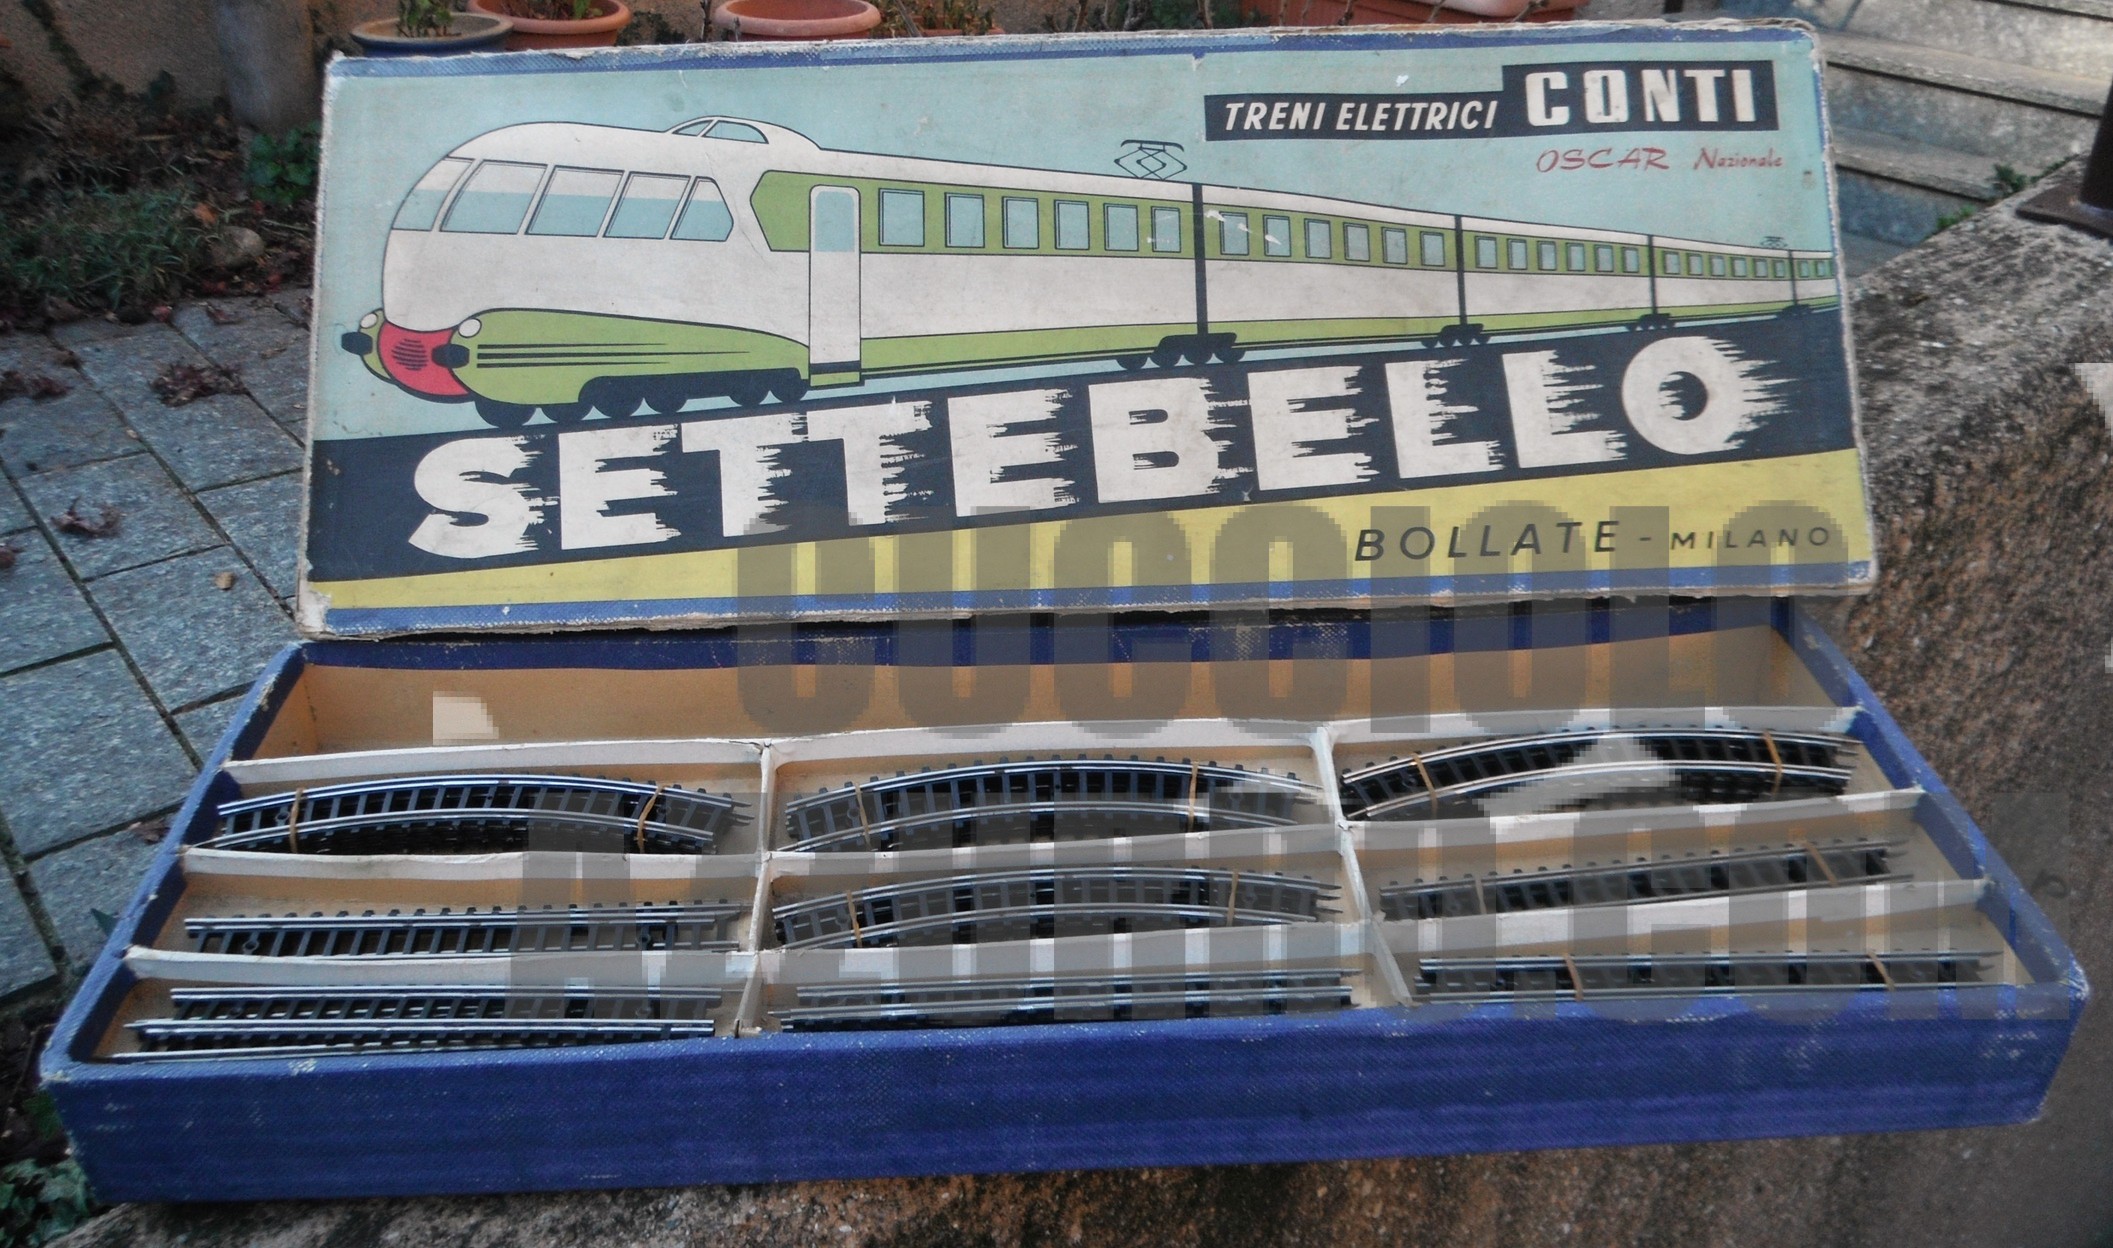 TRENI ELETTRICI CONTI
OSCAR Nazionale
SETTEBELLO
BOLLATE - MILANO